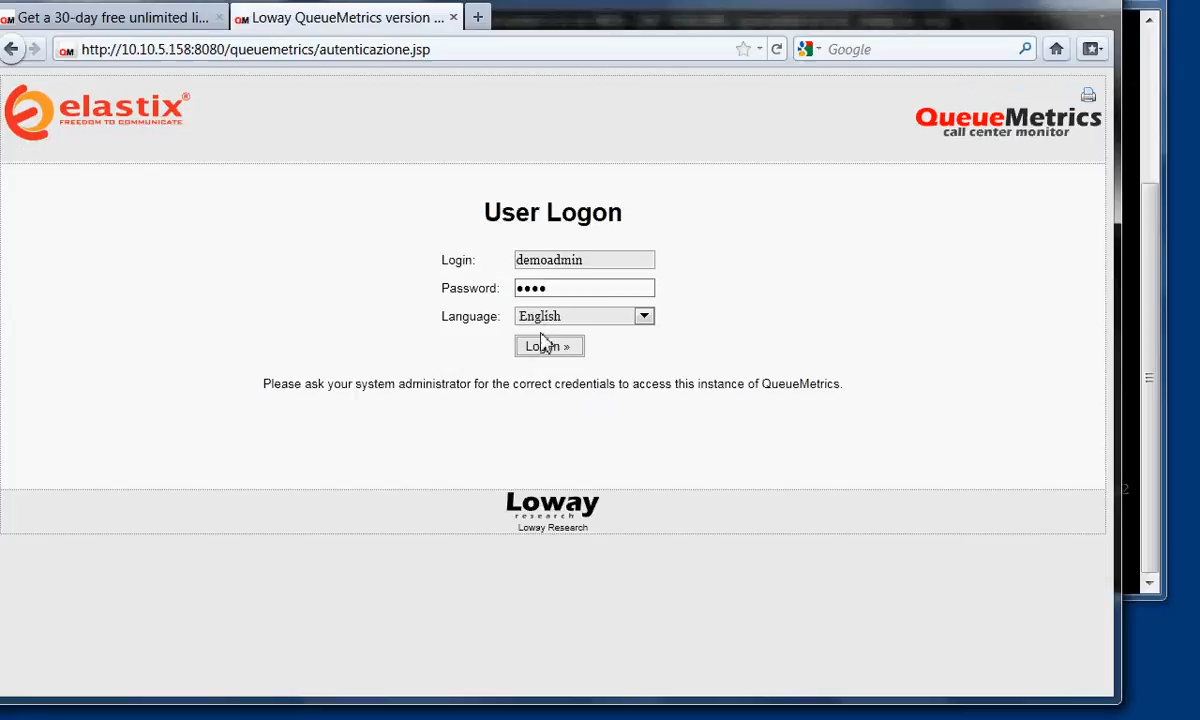 Get a 30-day free unlimited li...
Loway QueueMetrics version ...
http://10.10.5.158:8080/queuemetrics/autenticazione.jsp
Google
elastix®
FREEDOM TO COMMUNICATE
QueueMetrics
call center monitor
User Logon
Login: demoadmin
Password: ••••
Language: English
Login »
Please ask your system administrator for the correct credentials to access this instance of QueueMetrics.
Loway
research
Loway Research
2